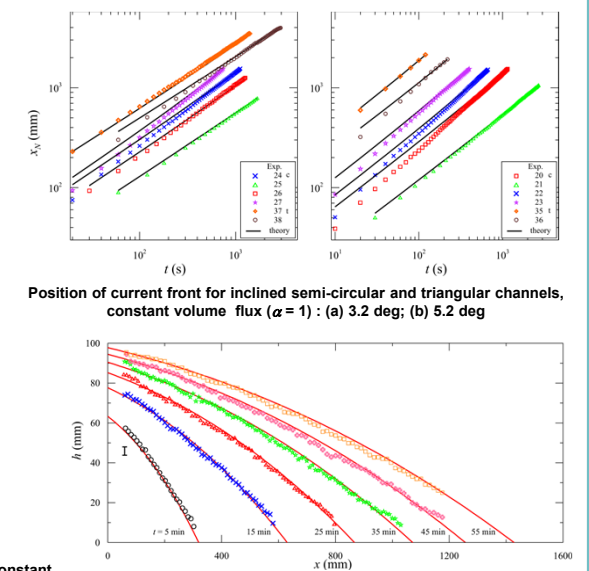 10³
10²
x_N (mm)
Exp.
24 c
25
26
27
37 t
38
theory
10²
10³
t (s)
10³
10²
Exp.
20 c
21
22
23
35 t
36
theory
10
10²
10³
t (s)
Position of current front for inclined semi-circular and triangular channels,
constant volume flux (α = 1) : (a) 3.2 deg; (b) 5.2 deg
100
80
60
40
20
0
h (mm)
t = 5 min 15 min 25 min 35 min 45 min 55 min
0 400 800 1200 1600
x (mm)
onstant